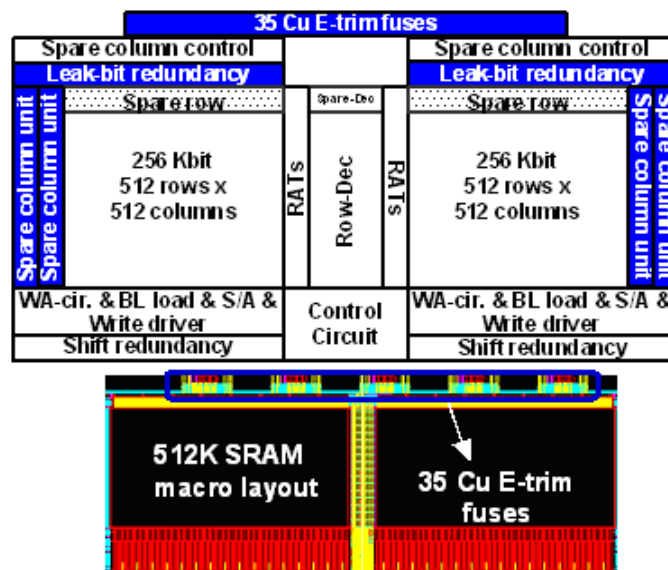 35 Cu E-trim fuses
Spare column control
Spare column control
Leak-bit redundancy
Leak-bit redundancy
Spare column unit
Spare column unit
Spare row
256 Kbit
512 rows x
512 columns
RATs
Spare-Dec
Row-Dec
RATs
Spare row
256 Kbit
512 rows x
512 columns
Spare column unit
Spare column unit
WA-cir. & BL load & S/A &
Write driver
Shift redundancy
Control
Circuit
WA-cir. & BL load & S/A &
Write driver
Shift redundancy
512K SRAM
macro layout
35 Cu E-trim
fuses